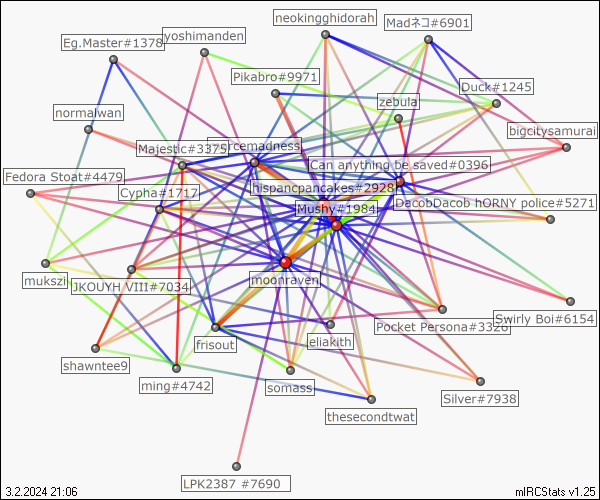 neokingghidorah
Madネコ#6901
yoshimanden
Eg.Master#1378
Pikabro#9971
Duck#1245
zebula
normalwan
bigcitysamurai
Majestic#3375
cemadness
Can anything be saved#0396
Fedora Stoat#4479
Cypha#1717
hispancpancakes#2928
DacobDacob hORNY police#5271
Mushy#1984
mukszi
JKOUYH VIII#7034
moonraven
Pocket Persona#3328
Swirly Boi#6154
frisout
eliakith
shawntee9
ming#4742
somass
Silver#7938
thesecondtwat
LPK2387 #7690
3.2.2024 21:06
mIRCStats v1.25